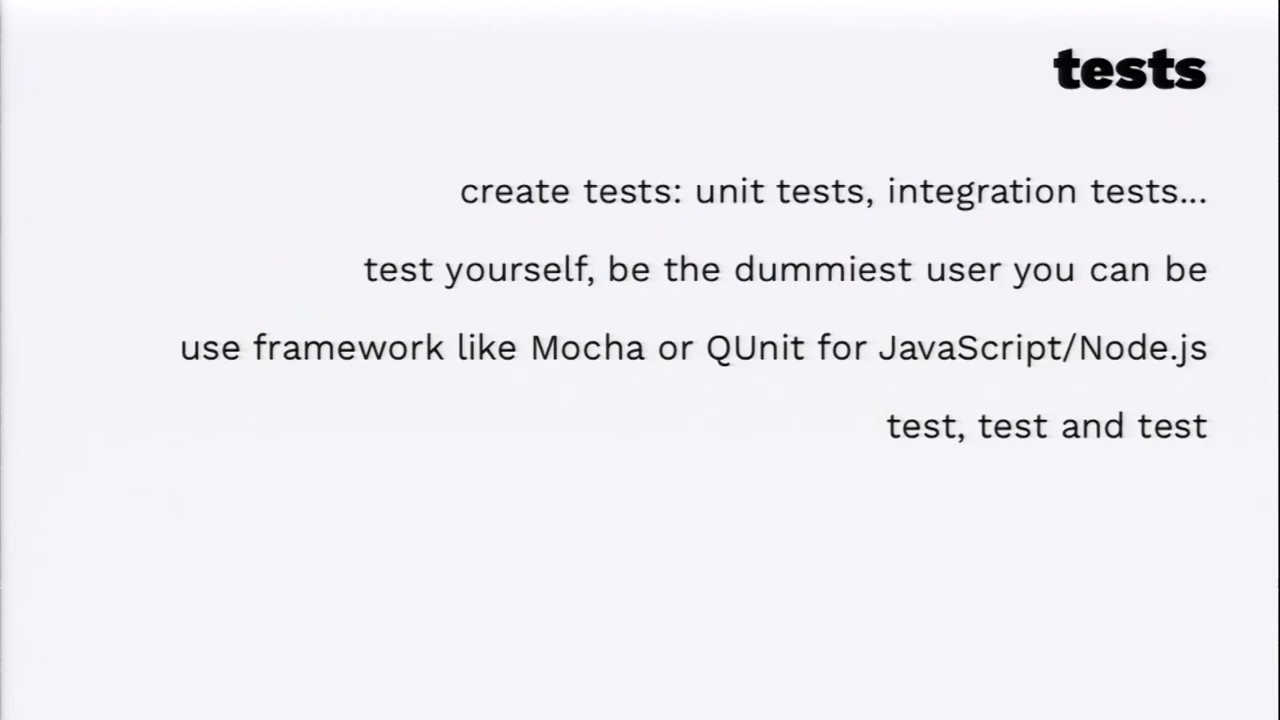 tests
create tests: unit tests, integration tests...
test yourself, be the dummiest user you can be
use framework like Mocha or QUnit for JavaScript/Node.js
test, test and test